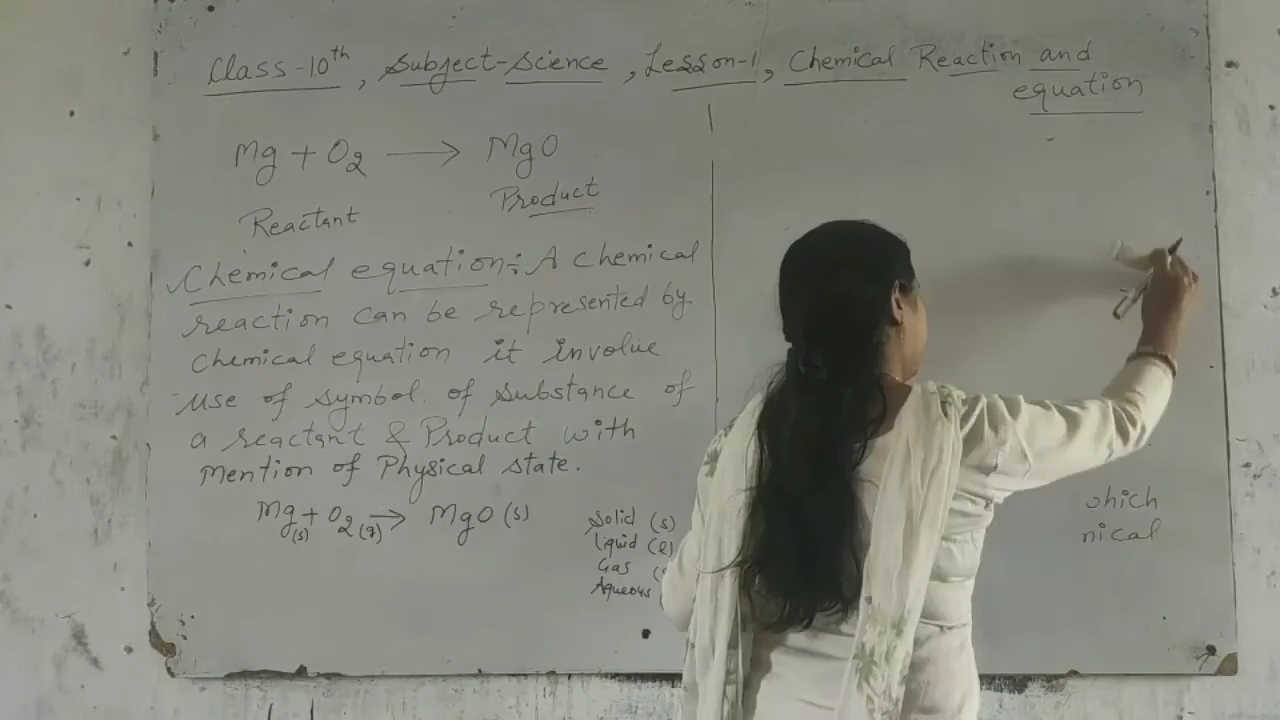 Class-10th, Subject-Science, Lesson-1, Chemical Reaction and
equation
Mg + O2 ⟶ MgO
Reactant Product
Chemical equation ÷ A chemical
reaction can be represented by
chemical equation it involve
use of symbol of substance of
a reactant & Product with
mention of Physical state.
Mg(s) + O2(g) → MgO (s)
Solid (s)
liquid (l)
Gas (
Aqueous
which
nical